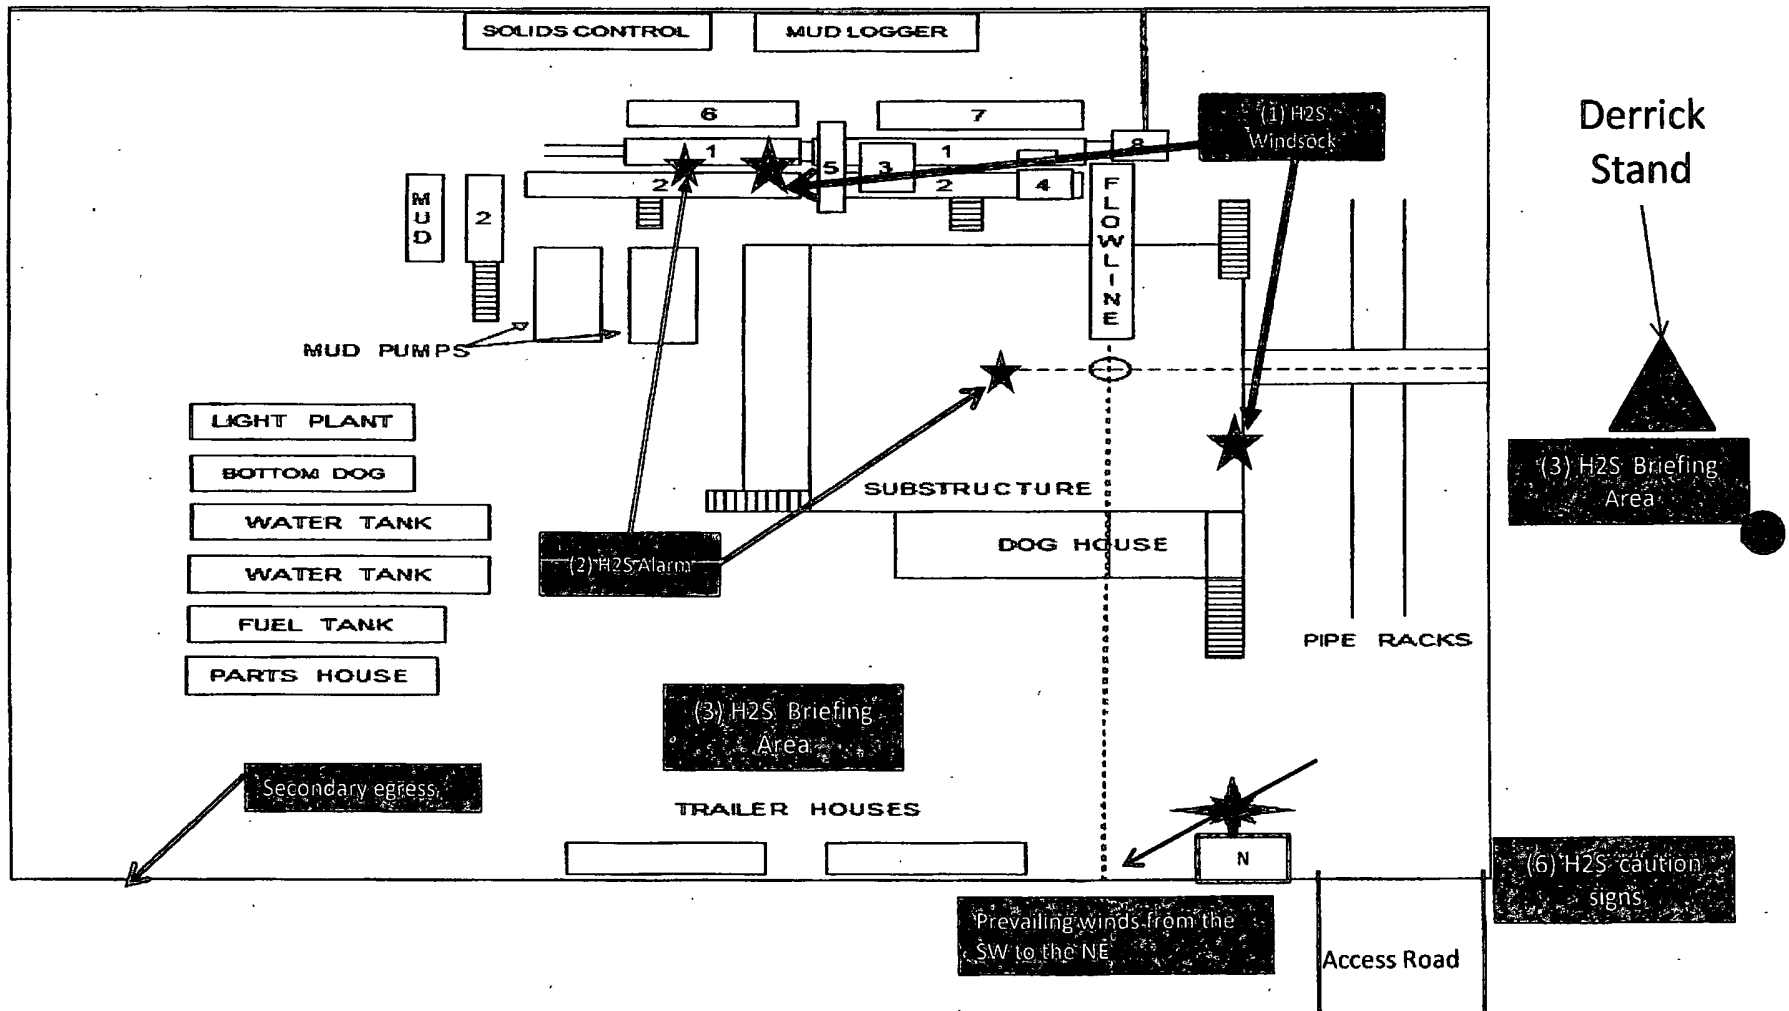 SOLIDS CONTROL
MUD LOGGER
6
7
(1) H2S
Windsock
Derrick
Stand
1
5
3
1
8
2
2
4
MUD
2
FLOWLINE
MUD PUMPS
LIGHT PLANT
BOTTOM DOG
WATER TANK
WATER TANK
FUEL TANK
PARTS HOUSE
SUBSTRUCTURE
DOG HOUSE
(2) H2S Alarm
(3) H2S Briefing
Area
PIPE RACKS
(3) H2S Briefing
Area
Secondary egress
TRAILER HOUSES
N
(6) H2S caution
signs
Prevailing winds from the
SW to the NE
Access Road